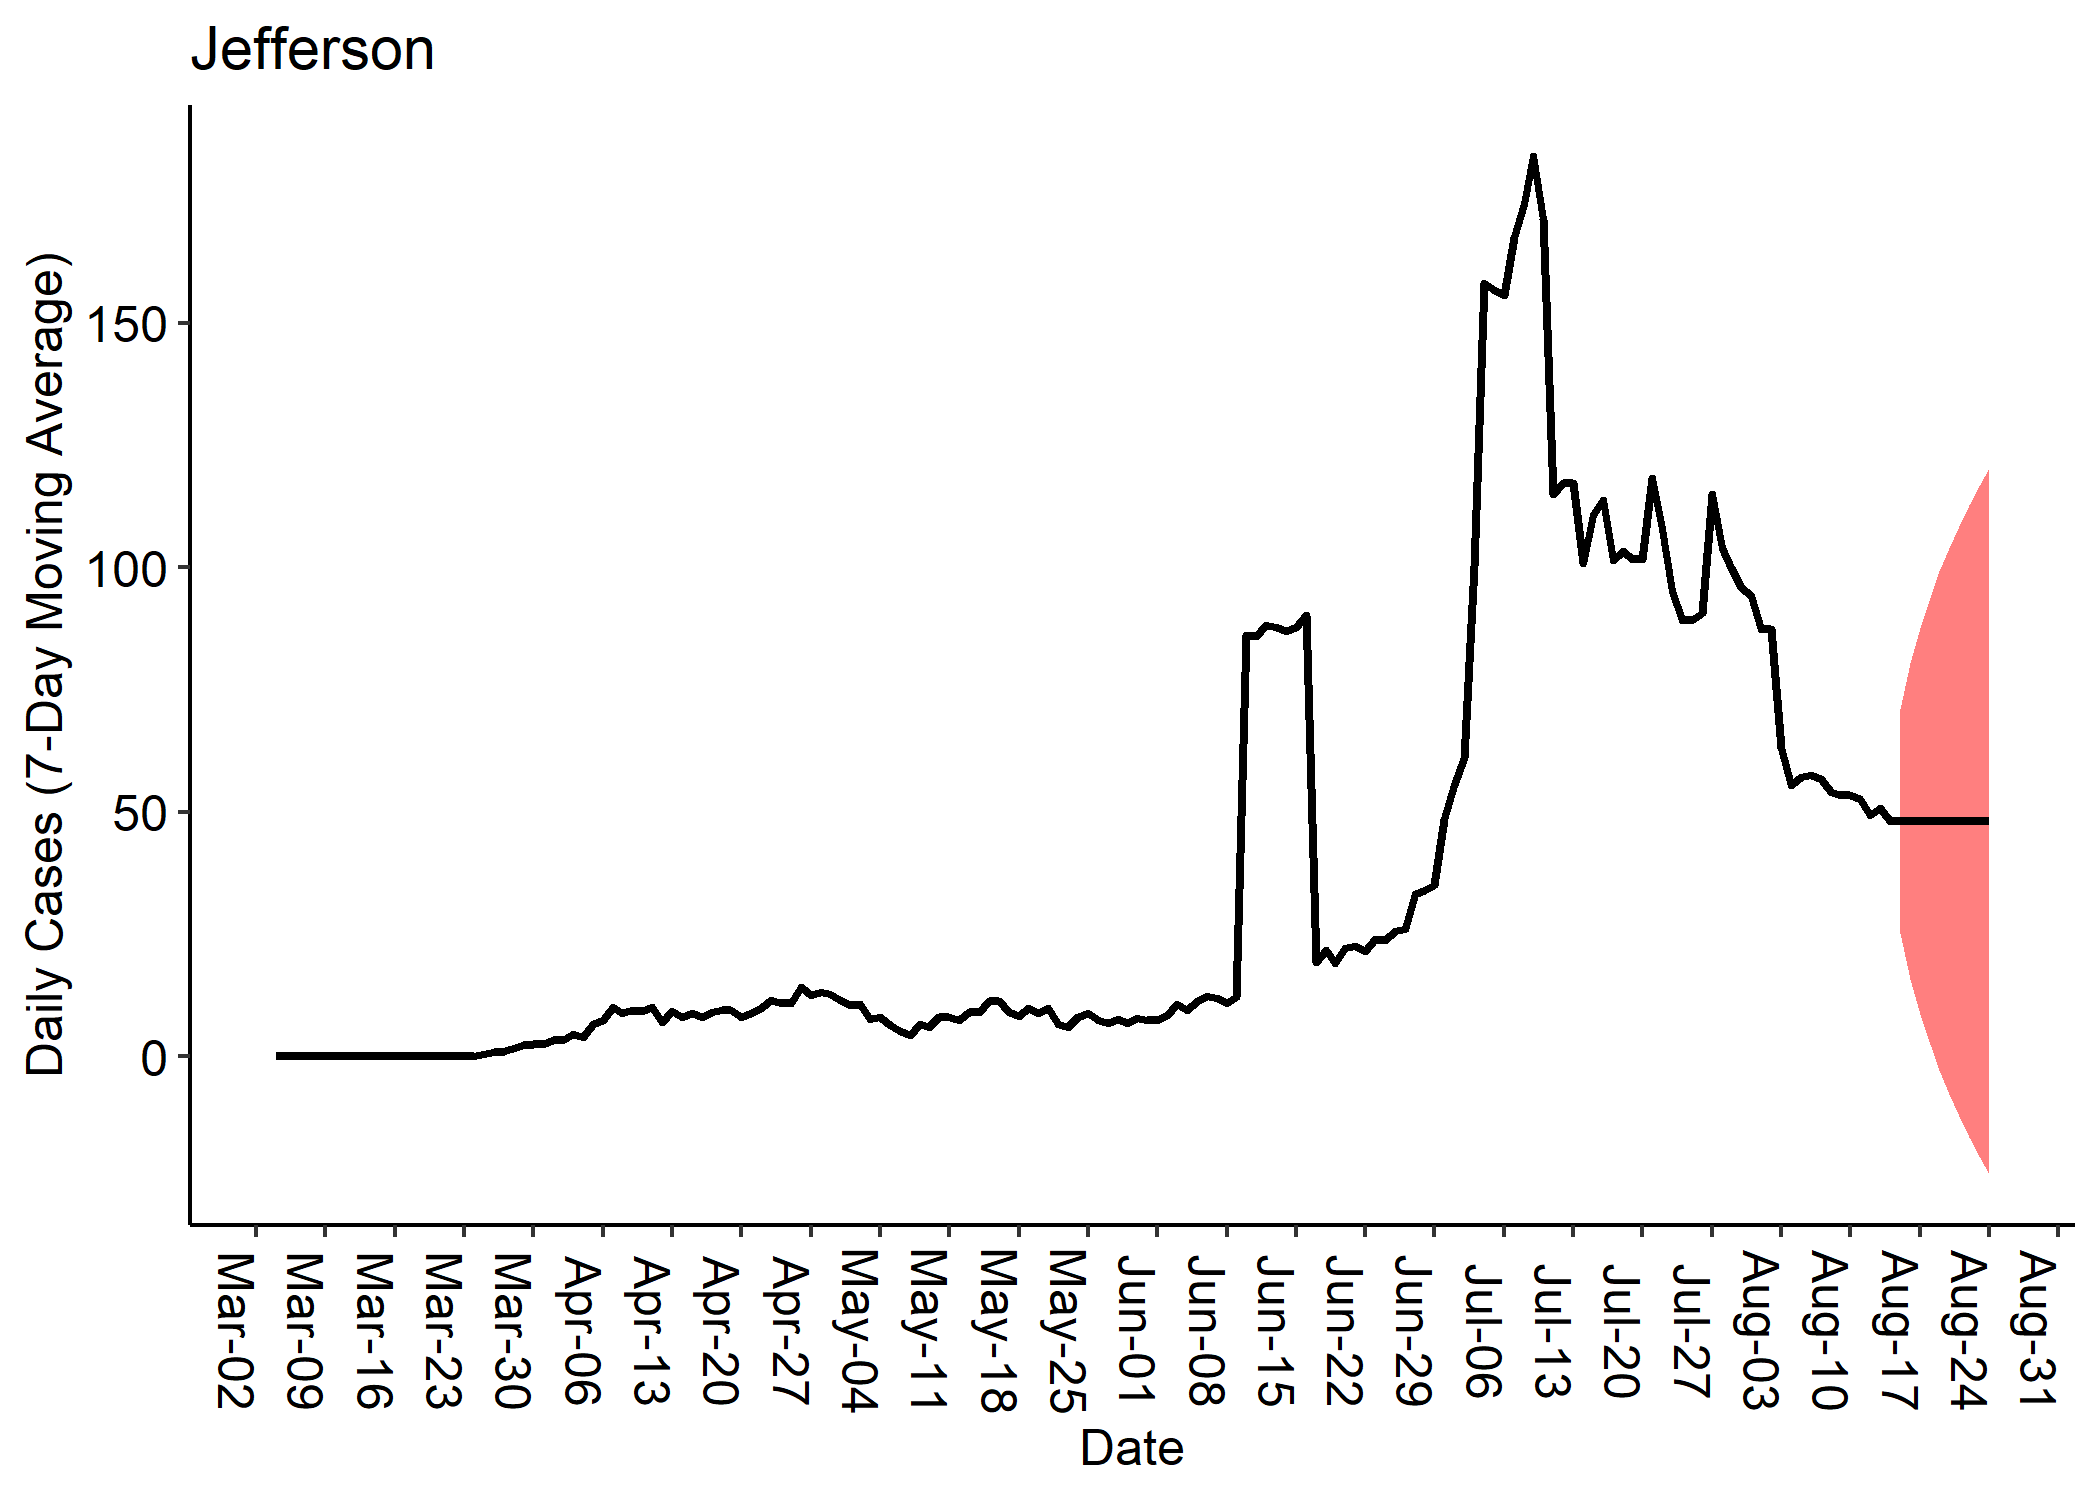 Jefferson
Daily Cases (7-Day Moving Average)
150
100
50
0
Mar-02
Mar-09
Mar-16
Mar-23
Mar-30
Apr-06
Apr-13
Apr-20
Apr-27
May-04
May-11
May-18
May-25
Jun-01
Jun-08
Jun-15
Jun-22
Jun-29
Jul-06
Jul-13
Jul-20
Jul-27
Aug-03
Aug-10
Aug-17
Aug-24
Aug-31
Date